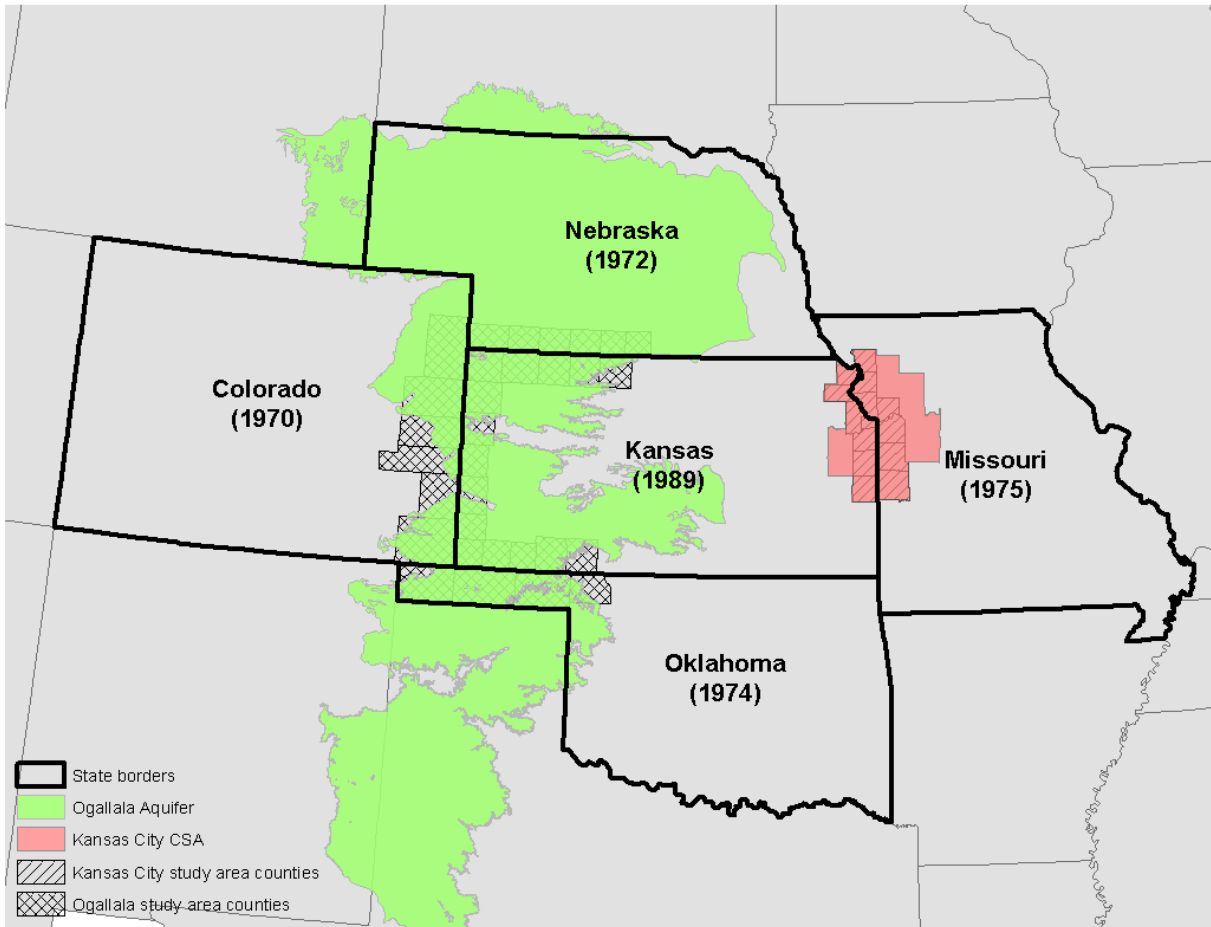 Nebraska
(1972)
Colorado
(1970)
Kansas
(1989)
Missouri
(1975)
Oklahoma
(1974)
State borders
Ogallala Aquifer
Kansas City CSA
Kansas City study area counties
Ogallala study area counties